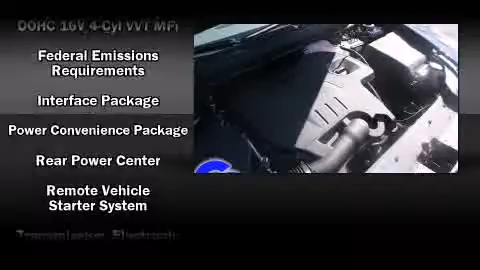 DOHC 16V 4-Cyl VVT MFI
Federal Emissions
Requirements
Interface Package
Power Convenience Package
Rear Power Center
Remote Vehicle
Starter System